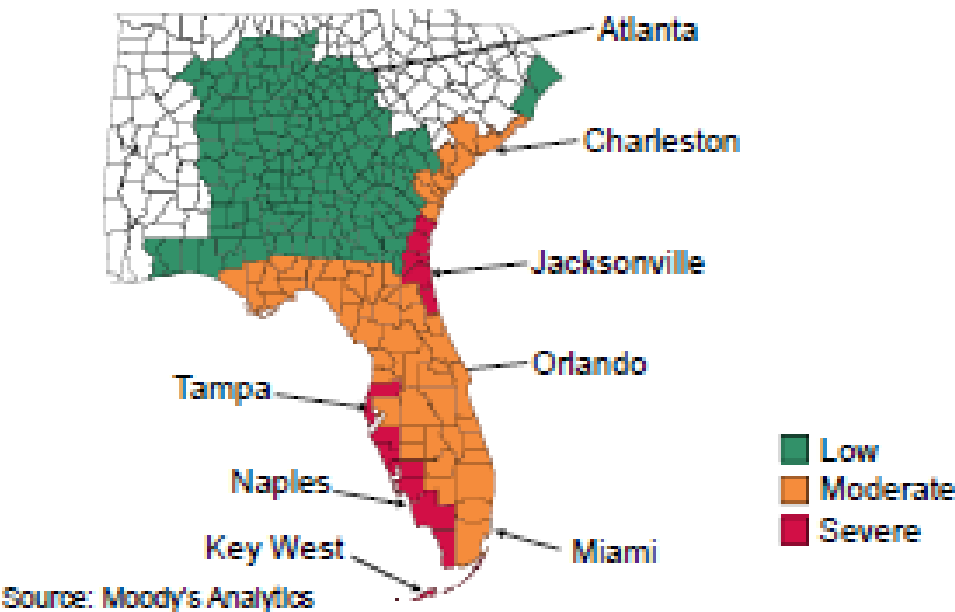 Atlanta
Charleston
Jacksonville
Orlando
Tampa
Low
Moderate
Naples
Severe
Key West
Miami
Source: Moody's Analytics